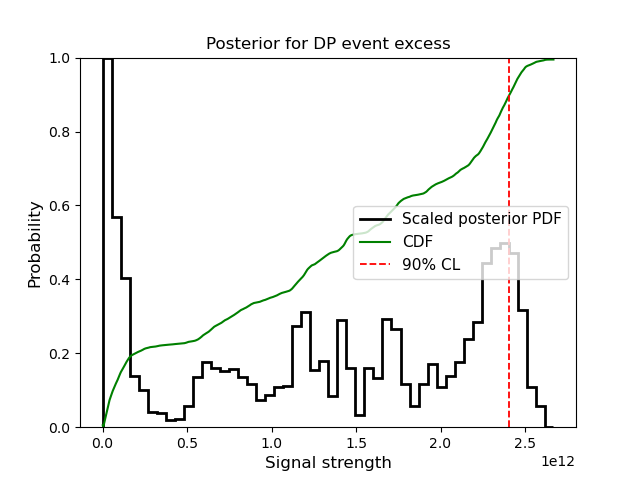 Posterior for DP event excess
Probability
1.0
0.8
0.6
0.4
0.2
0.0
Scaled posterior PDF
CDF
90% CL
0.0 0.5 1.0 1.5 2.0 2.5
1e12
Signal strength